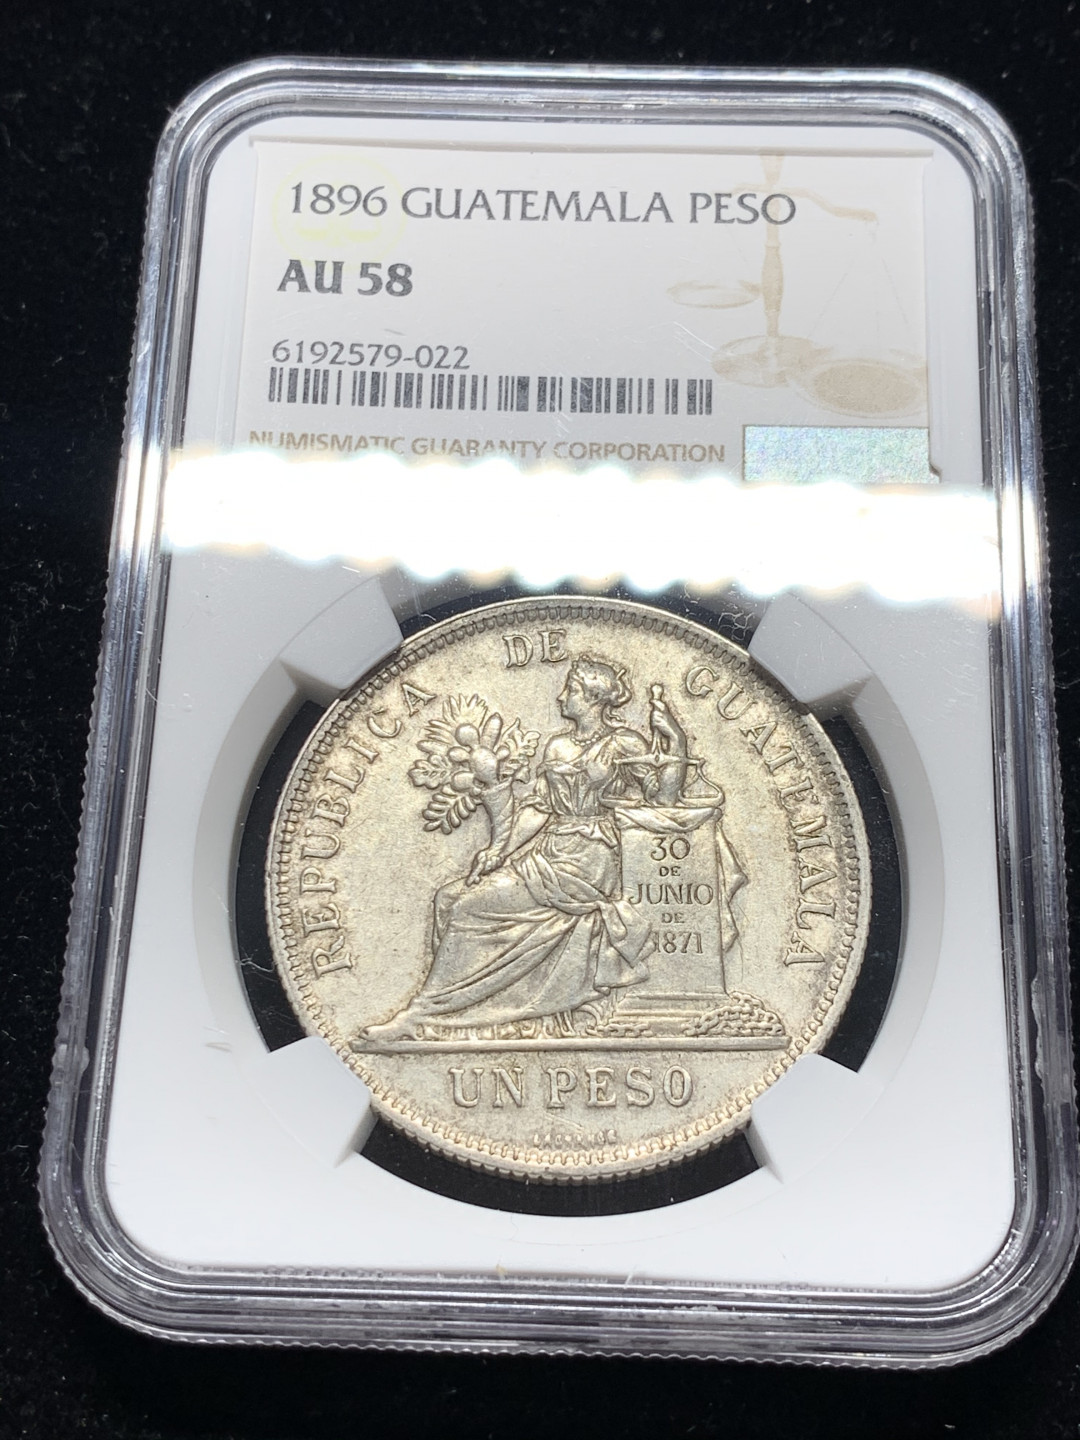 1896 GUATEMALA PESO
AU 58
6192579-022
NUMISMATIC GUARANTY CORPORATION
REPUBLICA DE GUATEMALA
30
DE
JUNIO
DE
1871
UN PESO